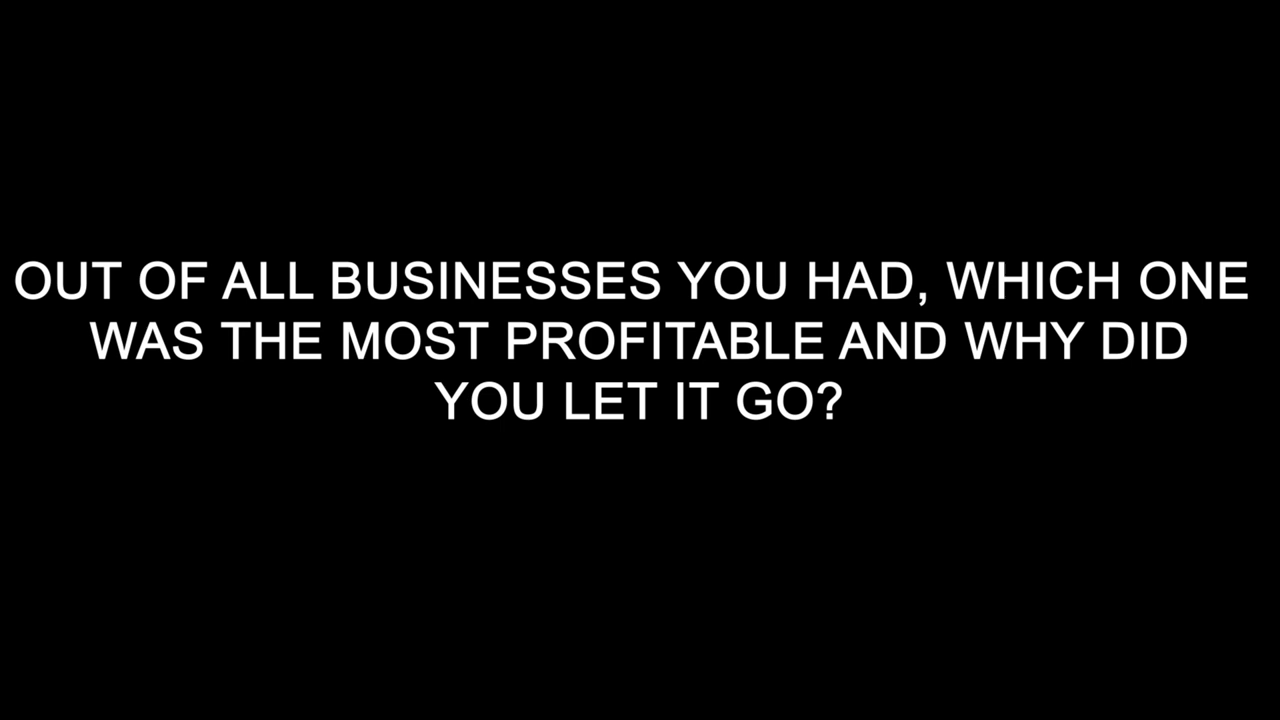 OUT OF ALL BUSINESSES YOU HAD, WHICH ONE
WAS THE MOST PROFITABLE AND WHY DID
YOU LET IT GO?